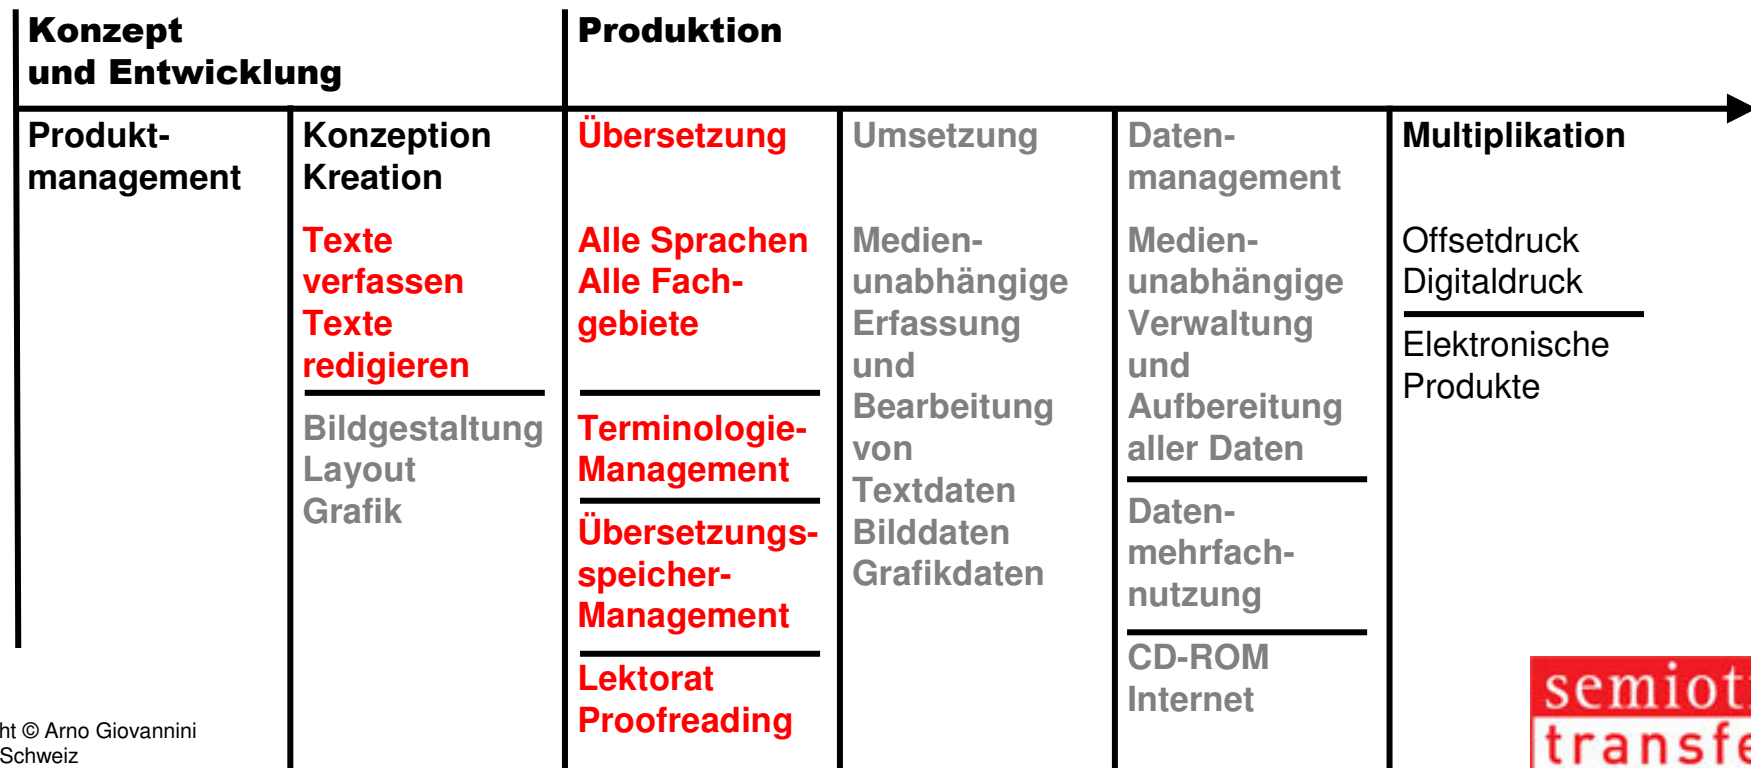 Konzept
und Entwicklung
Produktion
Produkt-
management
Konzeption
Kreation
Texte
verfassen
Texte
redigieren
Bildgestaltung
Layout
Grafik
Übersetzung
Alle Sprachen
Alle Fach-
gebiete
Terminologie-
Management
Übersetzungs-
speicher-
Management
Lektorat
Proofreading
Umsetzung
Medien-
unabhängige
Erfassung
und
Bearbeitung
von
Textdaten
Bilddaten
Grafikdaten
Daten-
management
Medien-
unabhängige
Verwaltung
und
Aufbereitung
aller Daten
Daten-
mehrfach-
nutzung
CD-ROM
Internet
Multiplikation
Offsetdruck
Digitaldruck
Elektronische
Produkte
ht © Arno Giovannini
Schweiz
semiot
transfe